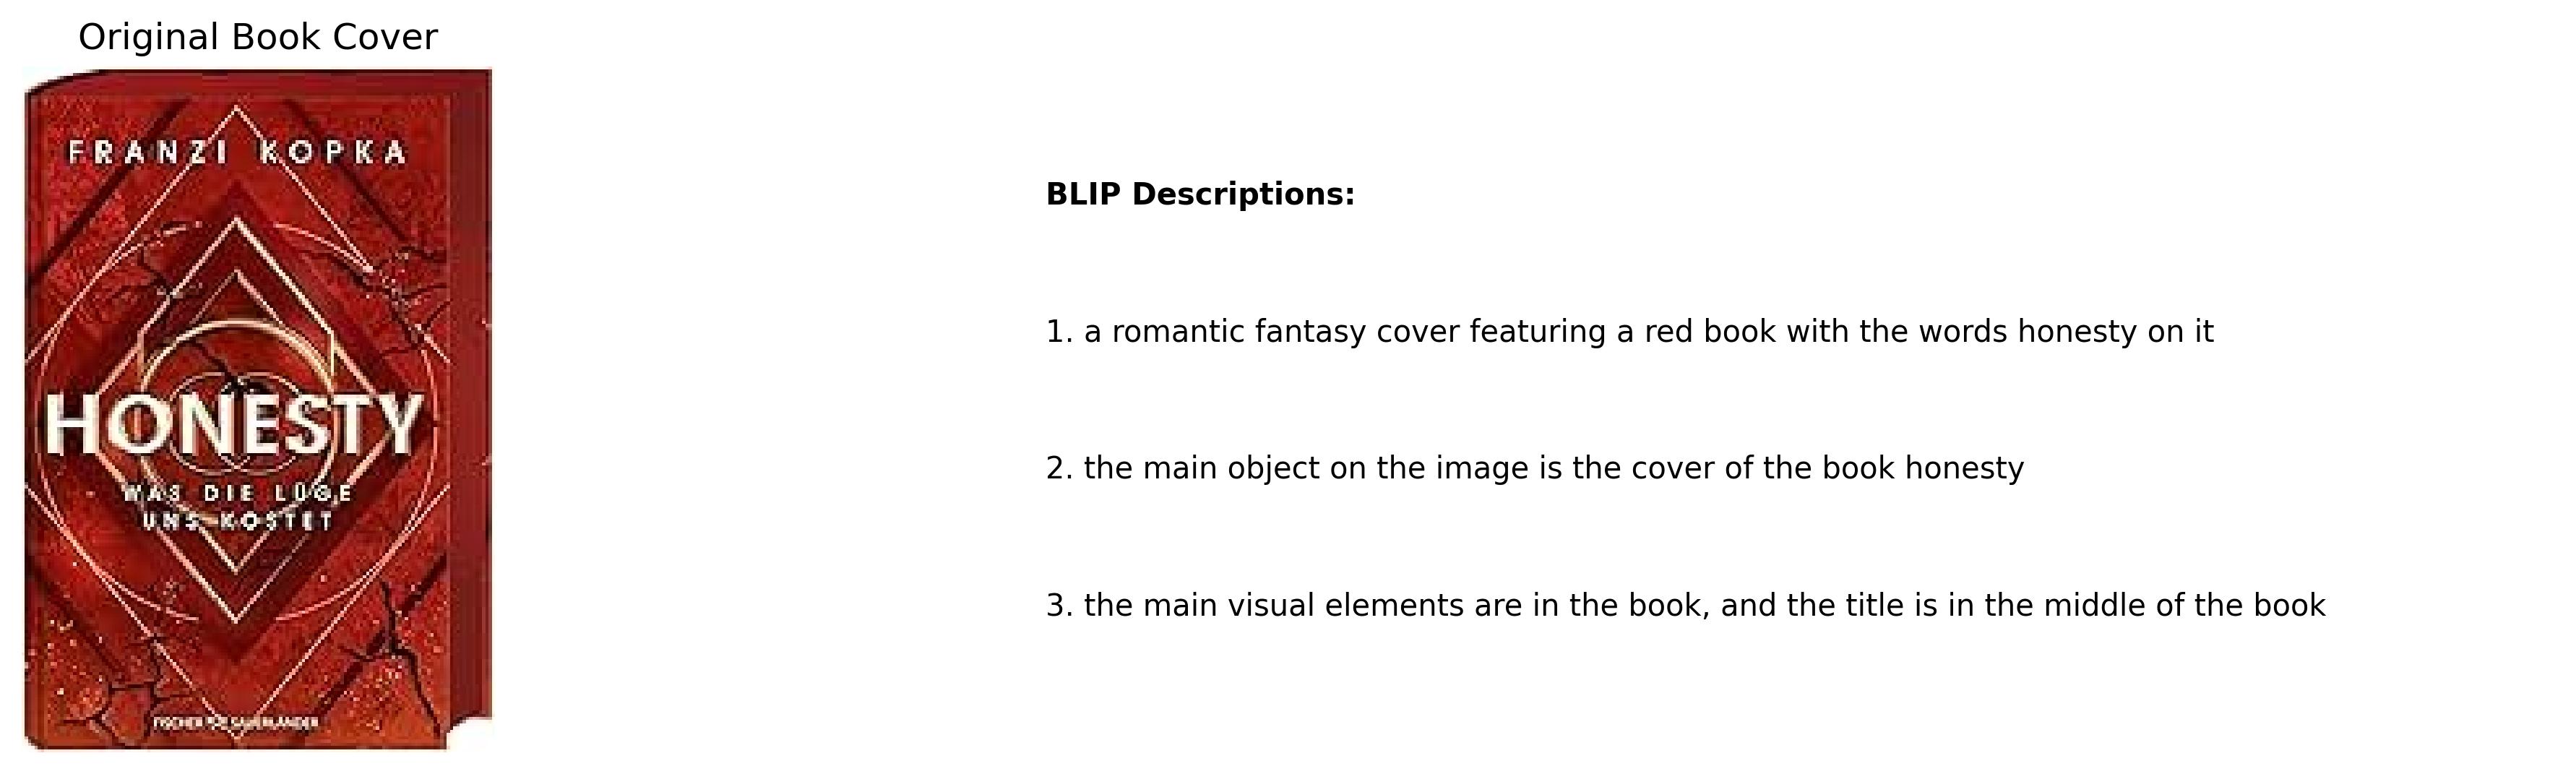 Original Book Cover
FRANZI KOPKA
HONESTY
WAS DIE LÜGE
UNS KOSTET
FISCHER SAUERLÄNDER
BLIP Descriptions:
1. a romantic fantasy cover featuring a red book with the words honesty on it
2. the main object on the image is the cover of the book honesty
3. the main visual elements are in the book, and the title is in the middle of the book